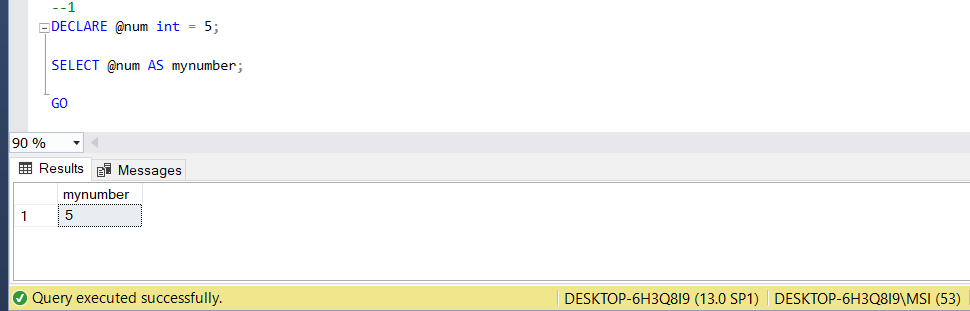 --1
DECLARE @num int = 5;
SELECT @num AS mynumber;
GO
90 %
Results Messages
mynumber
1 5
Query executed successfully. DESKTOP-6H3Q8I9 (13.0 SP1) DESKTOP-6H3Q8I9\MSI (53)